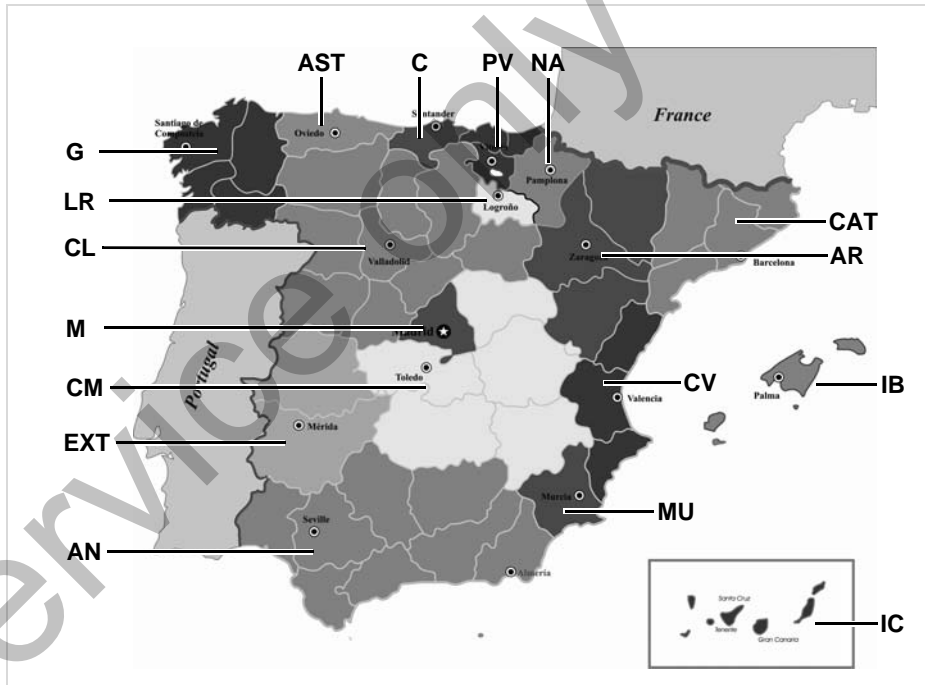 AST C PV NA
Santander
France
Santiago de
Compostela
Oviedo
G
Pamplona
LR
Logroño
CAT
CL
Valladolid
Zaragoza
AR
Barcelona
M
Madrid
Portugal
Toledo
CM
CV
Palma
IB
Valencia
Mérida
EXT
Murcia
MU
Seville
AN
Almería
Santa Cruz
Tenerife
Gran Canaria
IC
service only